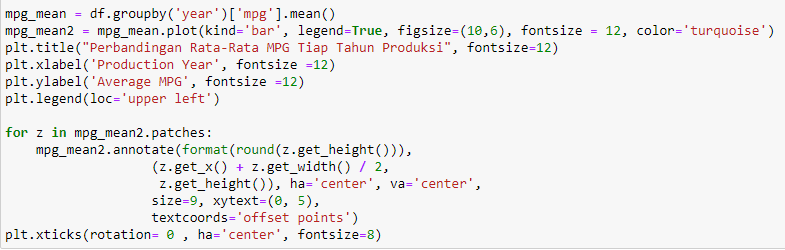 mpg_mean = df.groupby('year')['mpg'].mean()
mpg_mean2 = mpg_mean.plot(kind='bar', legend=True, figsize=(10,6), fontsize = 12, color='turquoise')
plt.title("Perbandingan Rata-Rata MPG Tiap Tahun Produksi", fontsize=12)
plt.xlabel('Production Year', fontsize =12)
plt.ylabel('Average MPG', fontsize =12)
plt.legend(loc='upper left')

for z in mpg_mean2.patches:
    mpg_mean2.annotate(format(round(z.get_height())),
                   (z.get_x() + z.get_width() / 2,
                    z.get_height()), ha='center', va='center',
                   size=9, xytext=(0, 5),
                   textcoords='offset points')
plt.xticks(rotation= 0 , ha='center', fontsize=8)